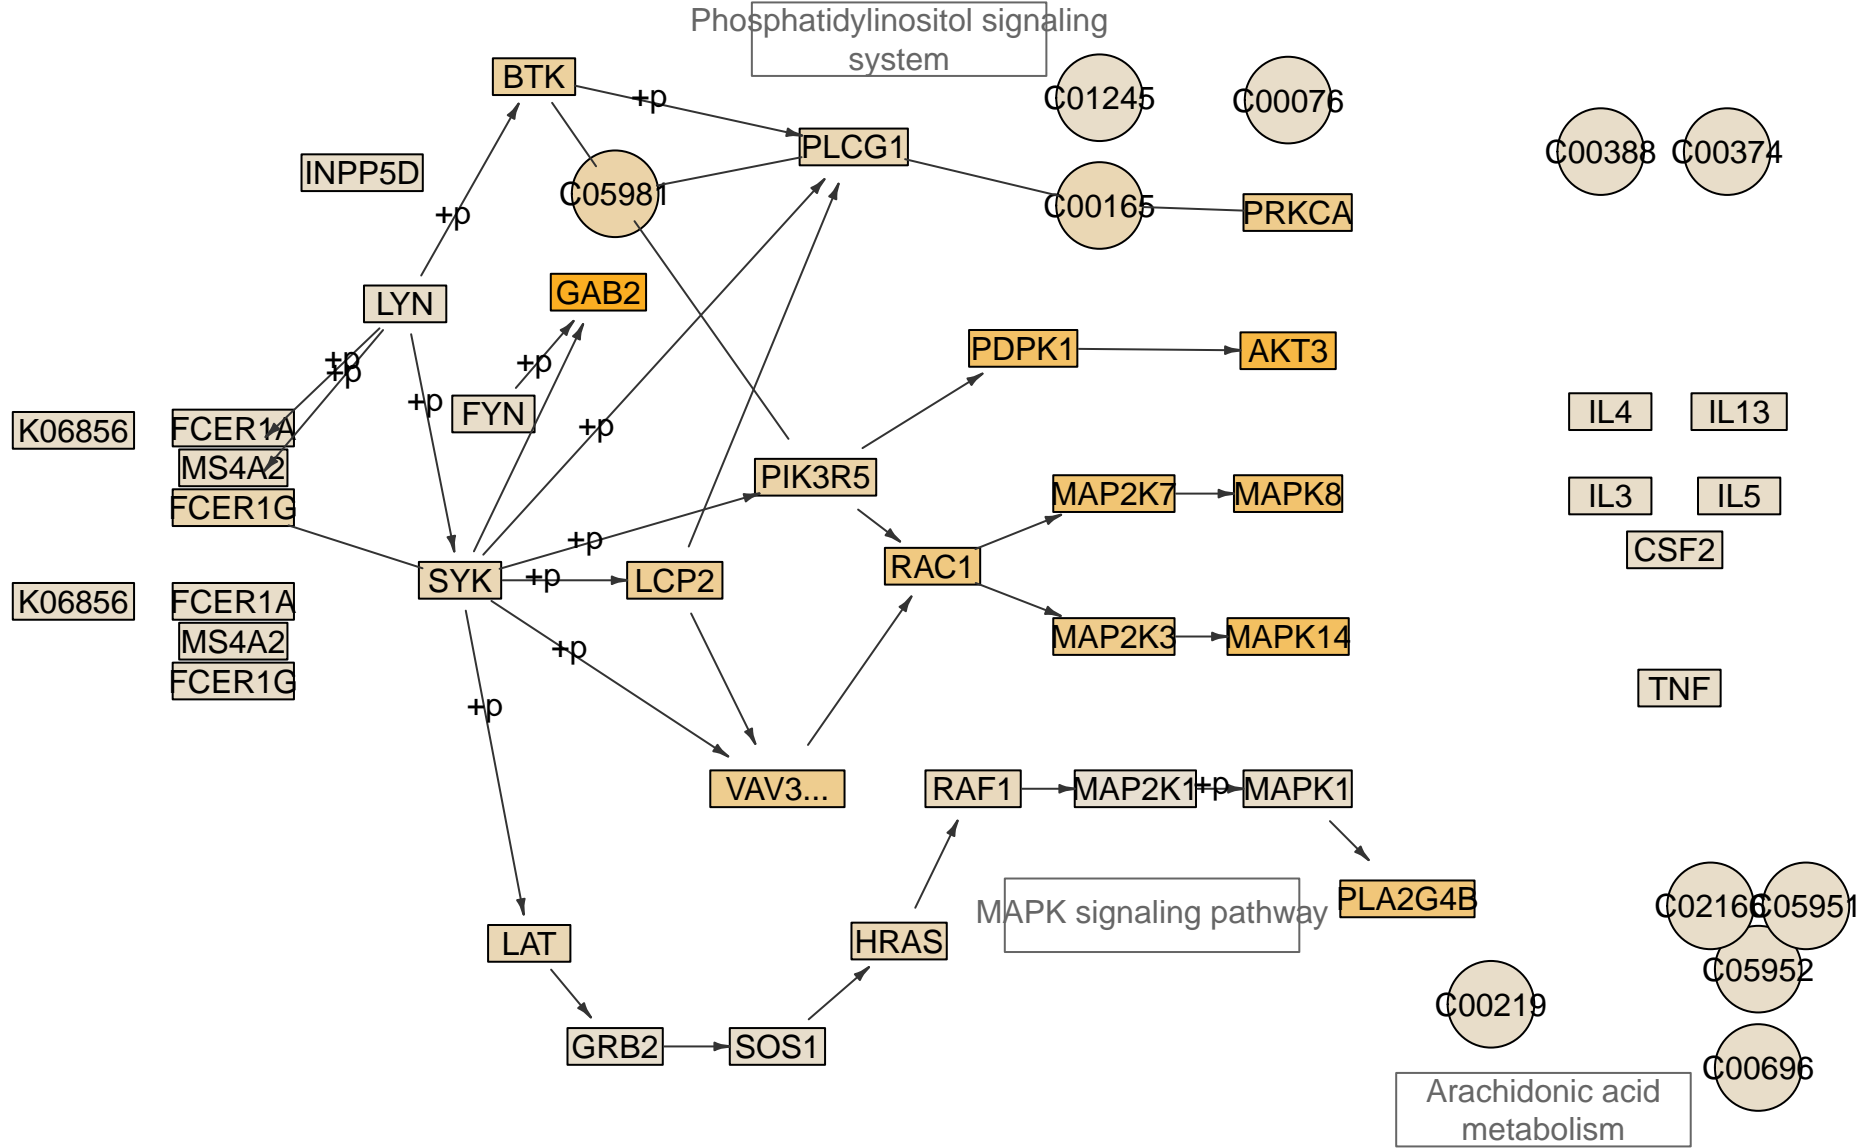 Phosphatidylinositol signaling
system
BTK
+p
C01245
C00076
PLCG1
C00388
C00374
INPP5D
C05981
C00165
PRKCA
+p
LYN
GAB2
+p
+p
+p
PDPK1
AKT3
+p
FYN
+p
K06856
FCER1A
MS4A2
FCER1G
IL4
IL13
PIK3R5
MAP2K7
MAPK8
IL3
IL5
+p
CSF2
SYK
+p
LCP2
RAC1
K06856
FCER1A
MS4A2
FCER1G
+p
MAP2K3
MAPK14
TNF
+p
VAV3...
RAF1
MAP2K1
+p
MAPK1
MAPK signaling pathway
PLA2G4B
C02166
C05951
LAT
HRAS
C05952
C00219
GRB2
SOS1
C00696
Arachidonic acid
metabolism